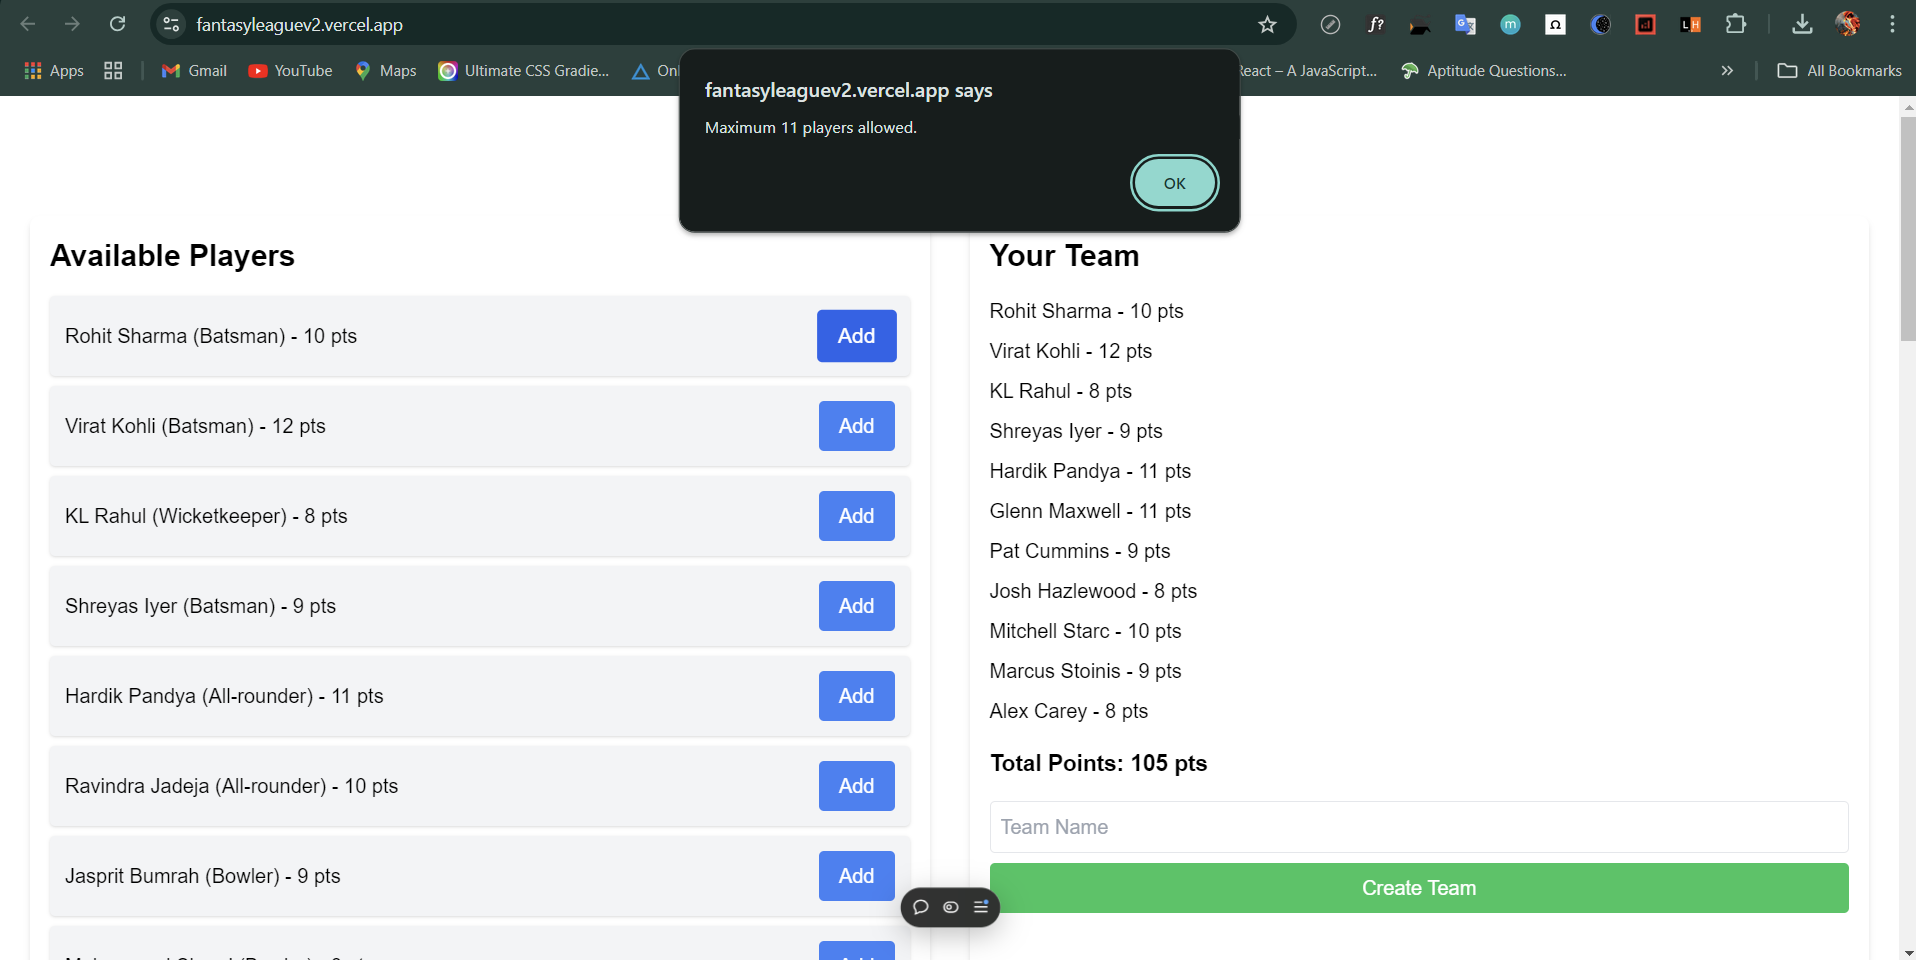 fantasyleaguev2.vercel.app
Apps
Gmail
YouTube
Maps
Ultimate CSS Gradie...
React – A JavaScript...
Aptitude Questions...
All Bookmarks
fantasyleaguev2.vercel.app says
Maximum 11 players allowed.
OK
Available Players
Rohit Sharma (Batsman) - 10 pts
Add
Virat Kohli (Batsman) - 12 pts
Add
KL Rahul (Wicketkeeper) - 8 pts
Add
Shreyas Iyer (Batsman) - 9 pts
Add
Hardik Pandya (All-rounder) - 11 pts
Add
Ravindra Jadeja (All-rounder) - 10 pts
Add
Jasprit Bumrah (Bowler) - 9 pts
Add
Your Team
Rohit Sharma - 10 pts
Virat Kohli - 12 pts
KL Rahul - 8 pts
Shreyas Iyer - 9 pts
Hardik Pandya - 11 pts
Glenn Maxwell - 11 pts
Pat Cummins - 9 pts
Josh Hazlewood - 8 pts
Mitchell Starc - 10 pts
Marcus Stoinis - 9 pts
Alex Carey - 8 pts
Total Points: 105 pts
Team Name
Create Team